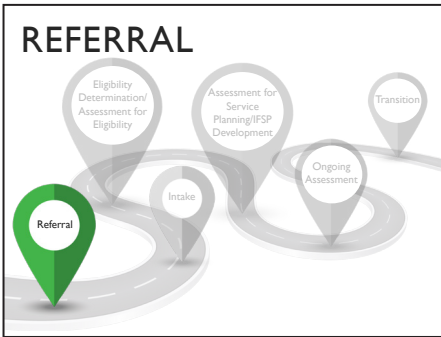 REFERRAL
Eligibility
Determination/
Assessment for
Eligibility
Assessment for
Service
Planning/IFSP
Development
Transition
Ongoing
Assessment
Intake
Referral